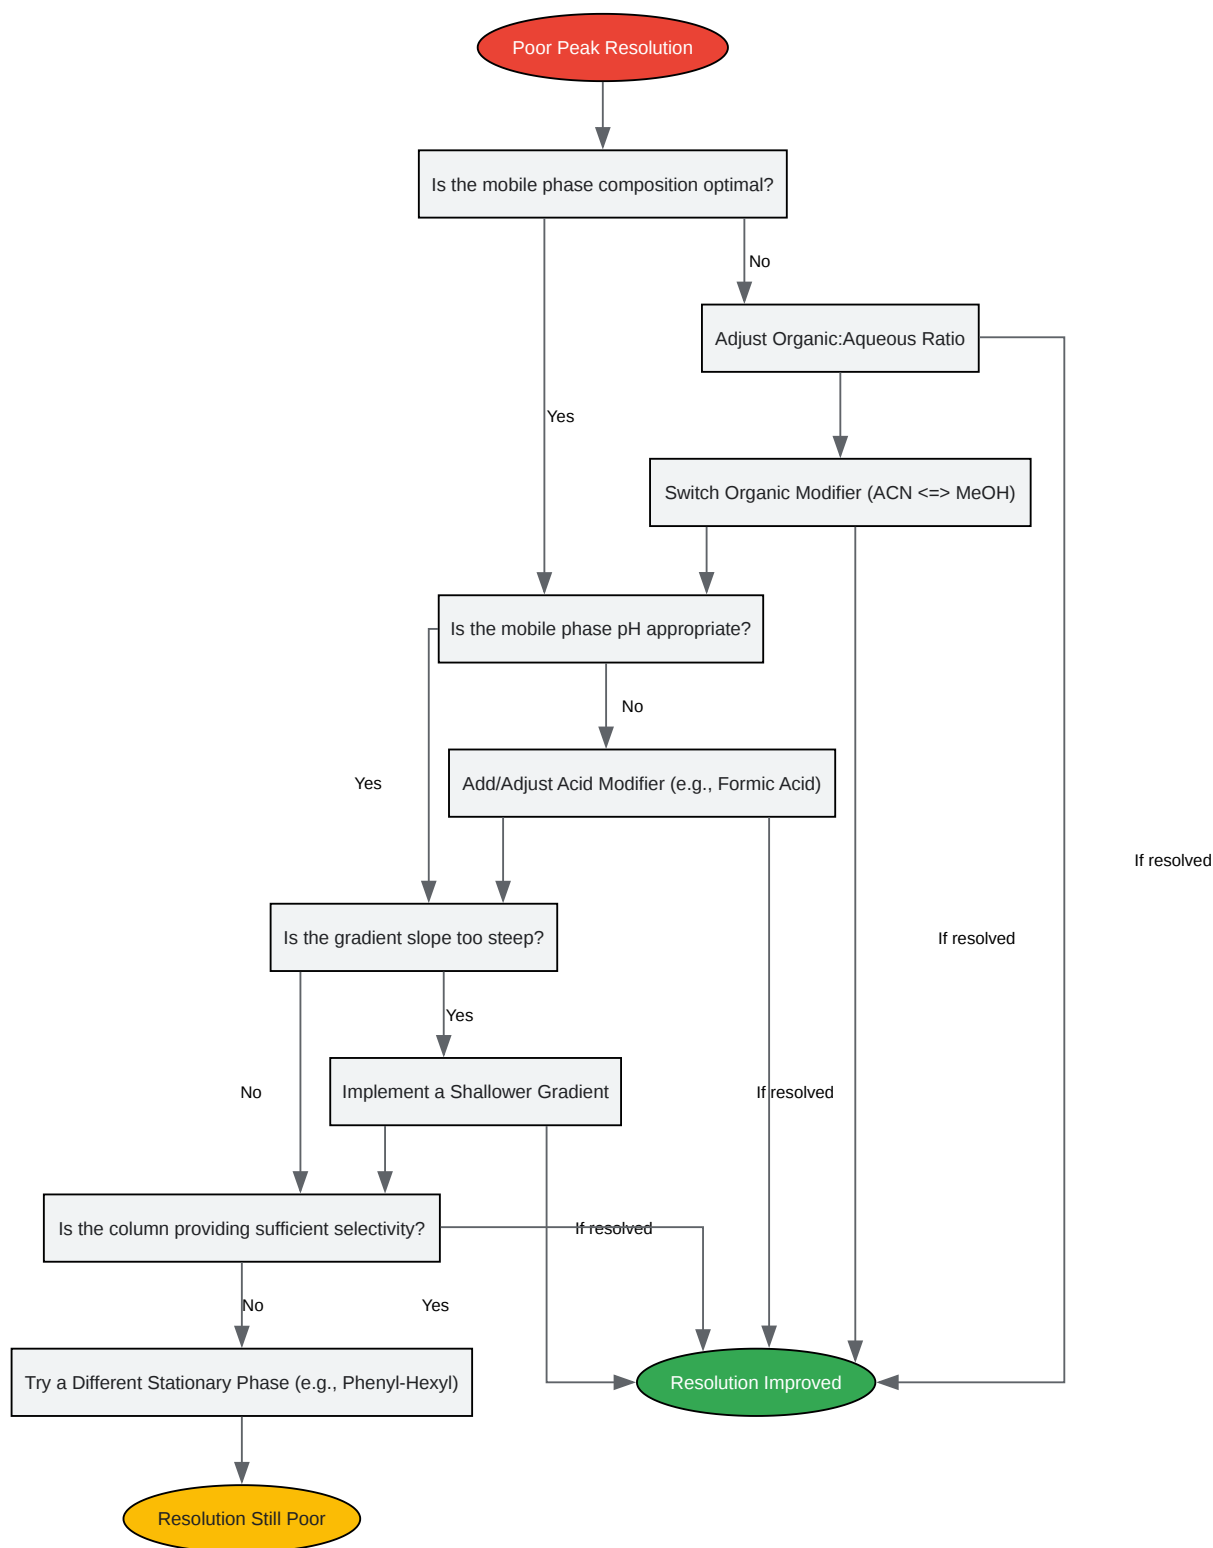 Poor Peak Resolution
Is the mobile phase composition optimal?
No
Adjust Organic:Aqueous Ratio
Yes
Switch Organic Modifier (ACN <=> MeOH)
Is the mobile phase pH appropriate?
No
Add/Adjust Acid Modifier (e.g., Formic Acid)
Yes
If resolved
Is the gradient slope too steep?
If resolved
Yes
Implement a Shallower Gradient
No
If resolved
Is the column providing sufficient selectivity?
If resolved
No
Yes
Try a Different Stationary Phase (e.g., Phenyl-Hexyl)
Resolution Improved
Resolution Still Poor